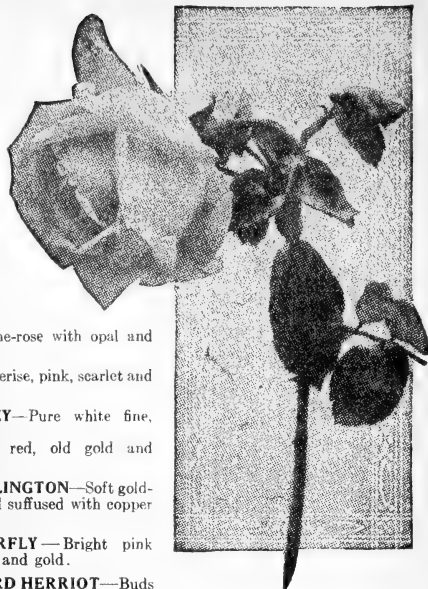 ne-rose with opal and
erise, pink, scarlet and
EY—Pure white fine,
red, old gold and
LINGTON—Soft gold-
l suffused with copper
RFLY—Bright pink
and gold.
RD HERRIOT—Buds